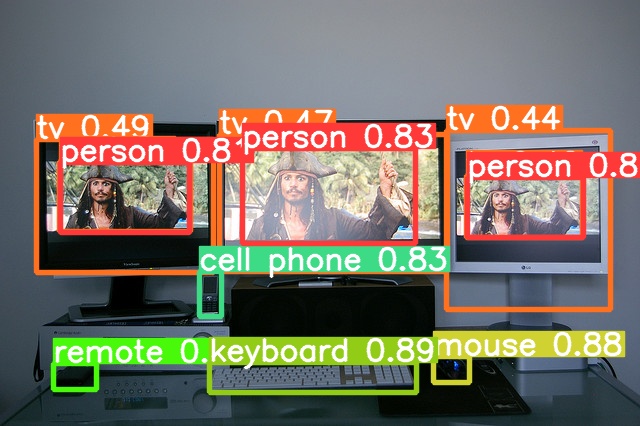 tv 0.49
tv 0.47
tv 0.44
person 0.8
person 0.83
person 0.8
cell phone 0.83
remote 0.
keyboard 0.89
mouse 0.88
LG